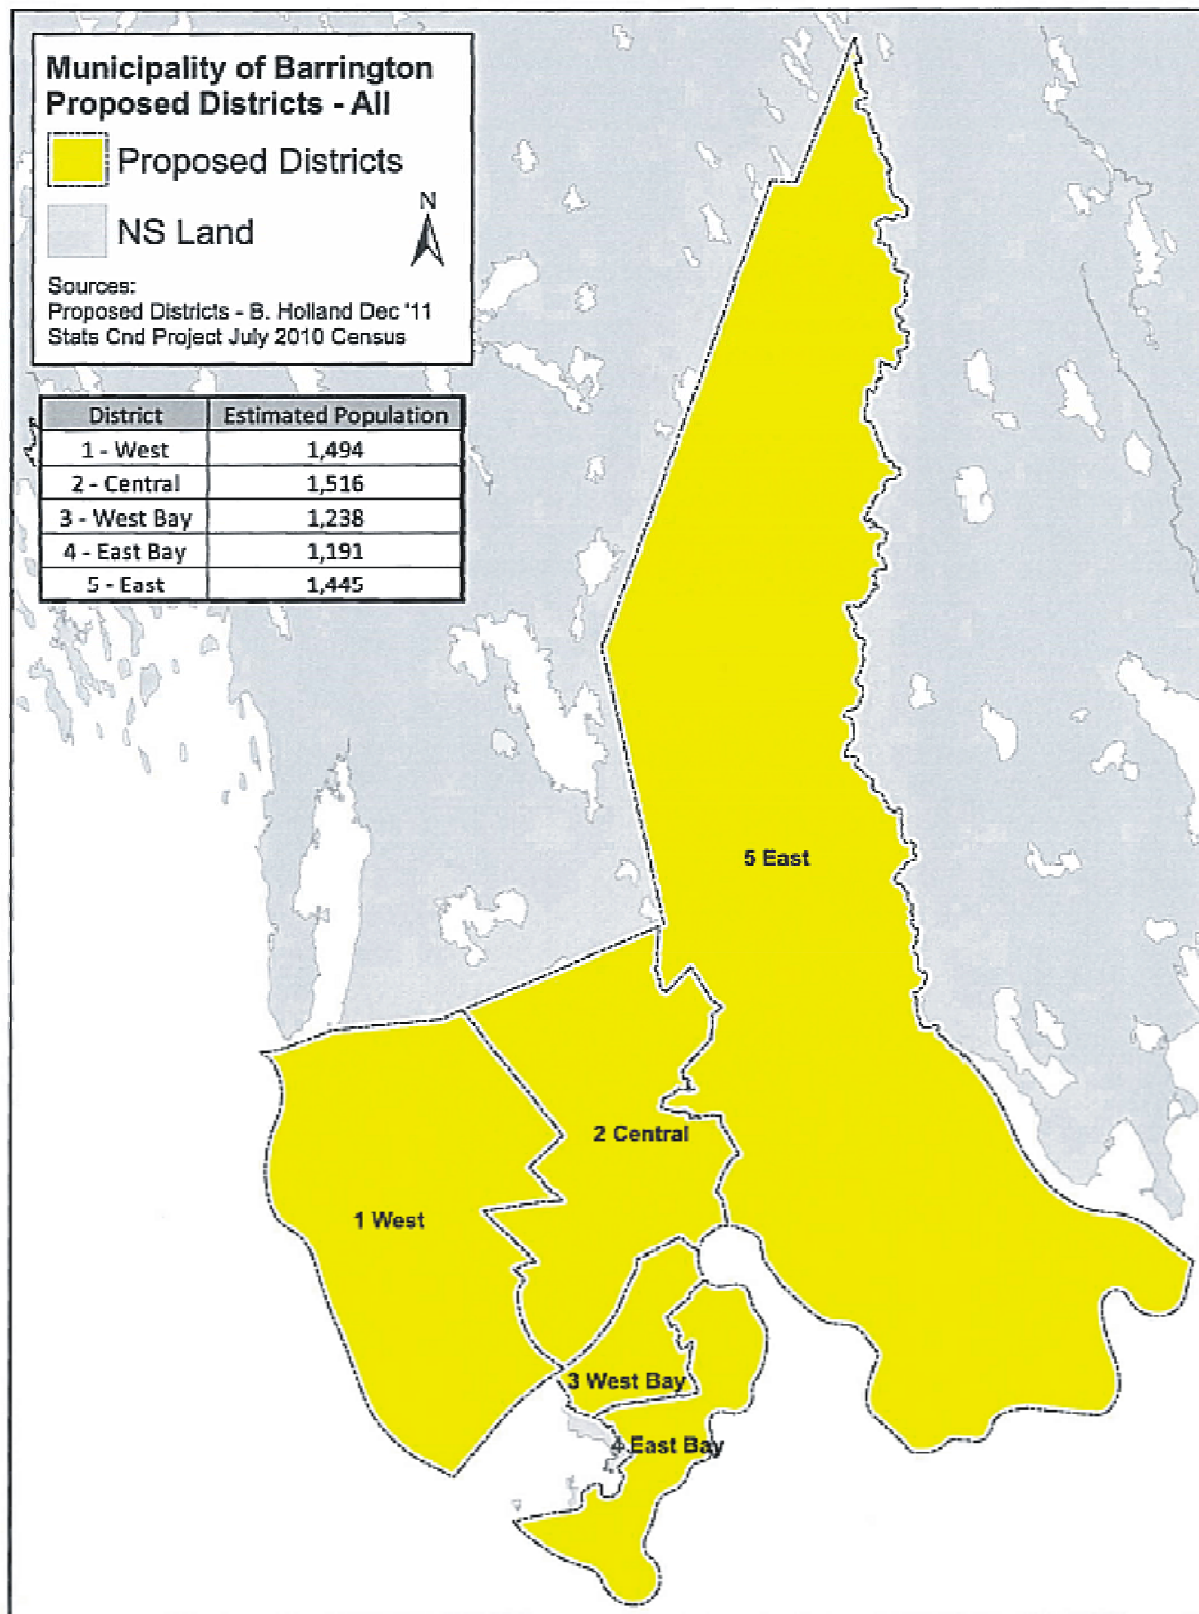 Municipality of Barrington
Proposed Districts - All
Proposed Districts
NS Land
N
Sources:
Proposed Districts - B. Holland Dec '11
Stats Cnd Project July 2010 Census
District Estimated Population
1 - West 1,494
2 - Central 1,516
3 - West Bay 1,238
4 - East Bay 1,191
5 - East 1,445
5 East
2 Central
1 West
3 West Bay
4 East Bay